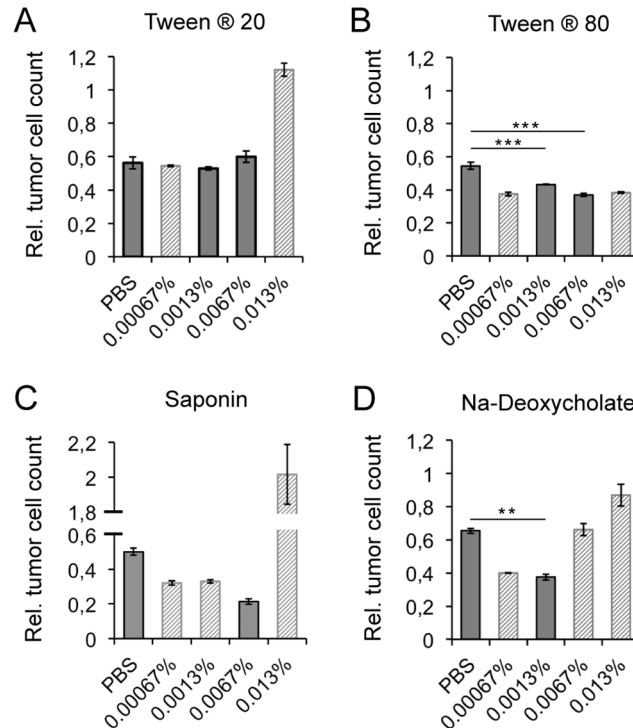 A
Tween ® 20
Rel. tumor cell count
1,2
1
0,8
0,6
0,4
0,2
0
PBS
0.00067%
0.0013%
0.0067%
0.013%
B
Tween ® 80
Rel. tumor cell count
1,2
1
0,8
0,6
0,4
0,2
0
***
***
PBS
0.00067%
0.0013%
0.0067%
0.013%
C
Saponin
Rel. tumor cell count
2,2
2
1,8
0,6
0,4
0,2
0
PBS
0.00067%
0.0013%
0.0067%
0.013%
D
Na-Deoxycholate
Rel. tumor cell count
1,2
1
0,8
0,6
0,4
0,2
0
**
PBS
0.00067%
0.0013%
0.0067%
0.013%